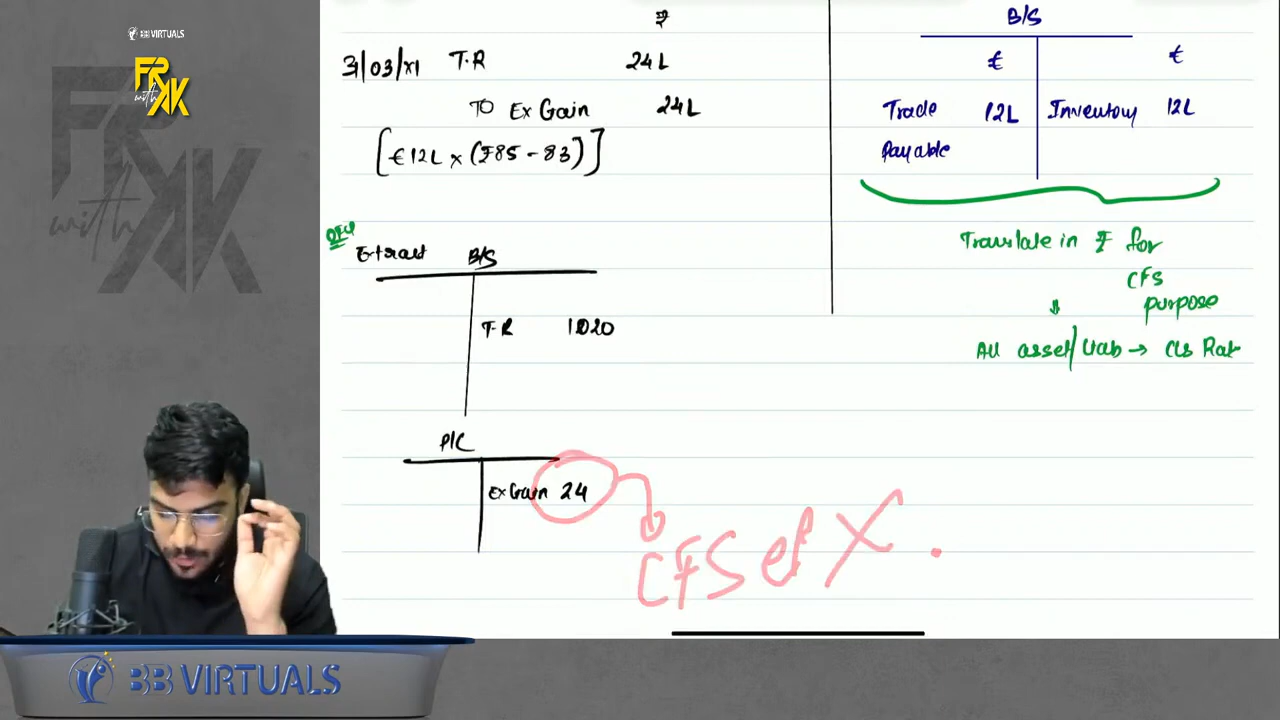 BB VIRTUALS
FR
with
KK
₹
31/03/x1 T.R 24L
TO Ex Gain 24L
[€12L x (₹85 - 83)]
Extract B/S
T.R 1020
P/L
Ex Gain 24
CFS X
B/S
€ €
Trade 12L Inventory 12L
Payable
Translate in ₹ for
CFS
purpose
All asset/Liab → Cls Rate
BB VIRTUALS